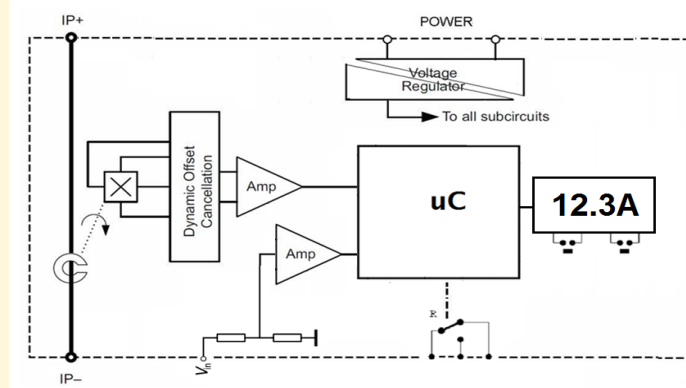 IP+
POWER
Voltage
Regulator
To all subcircuits
Dynamic Offset
Cancellation
Amp
uC
12.3A
Amp
R
Vin
IP–